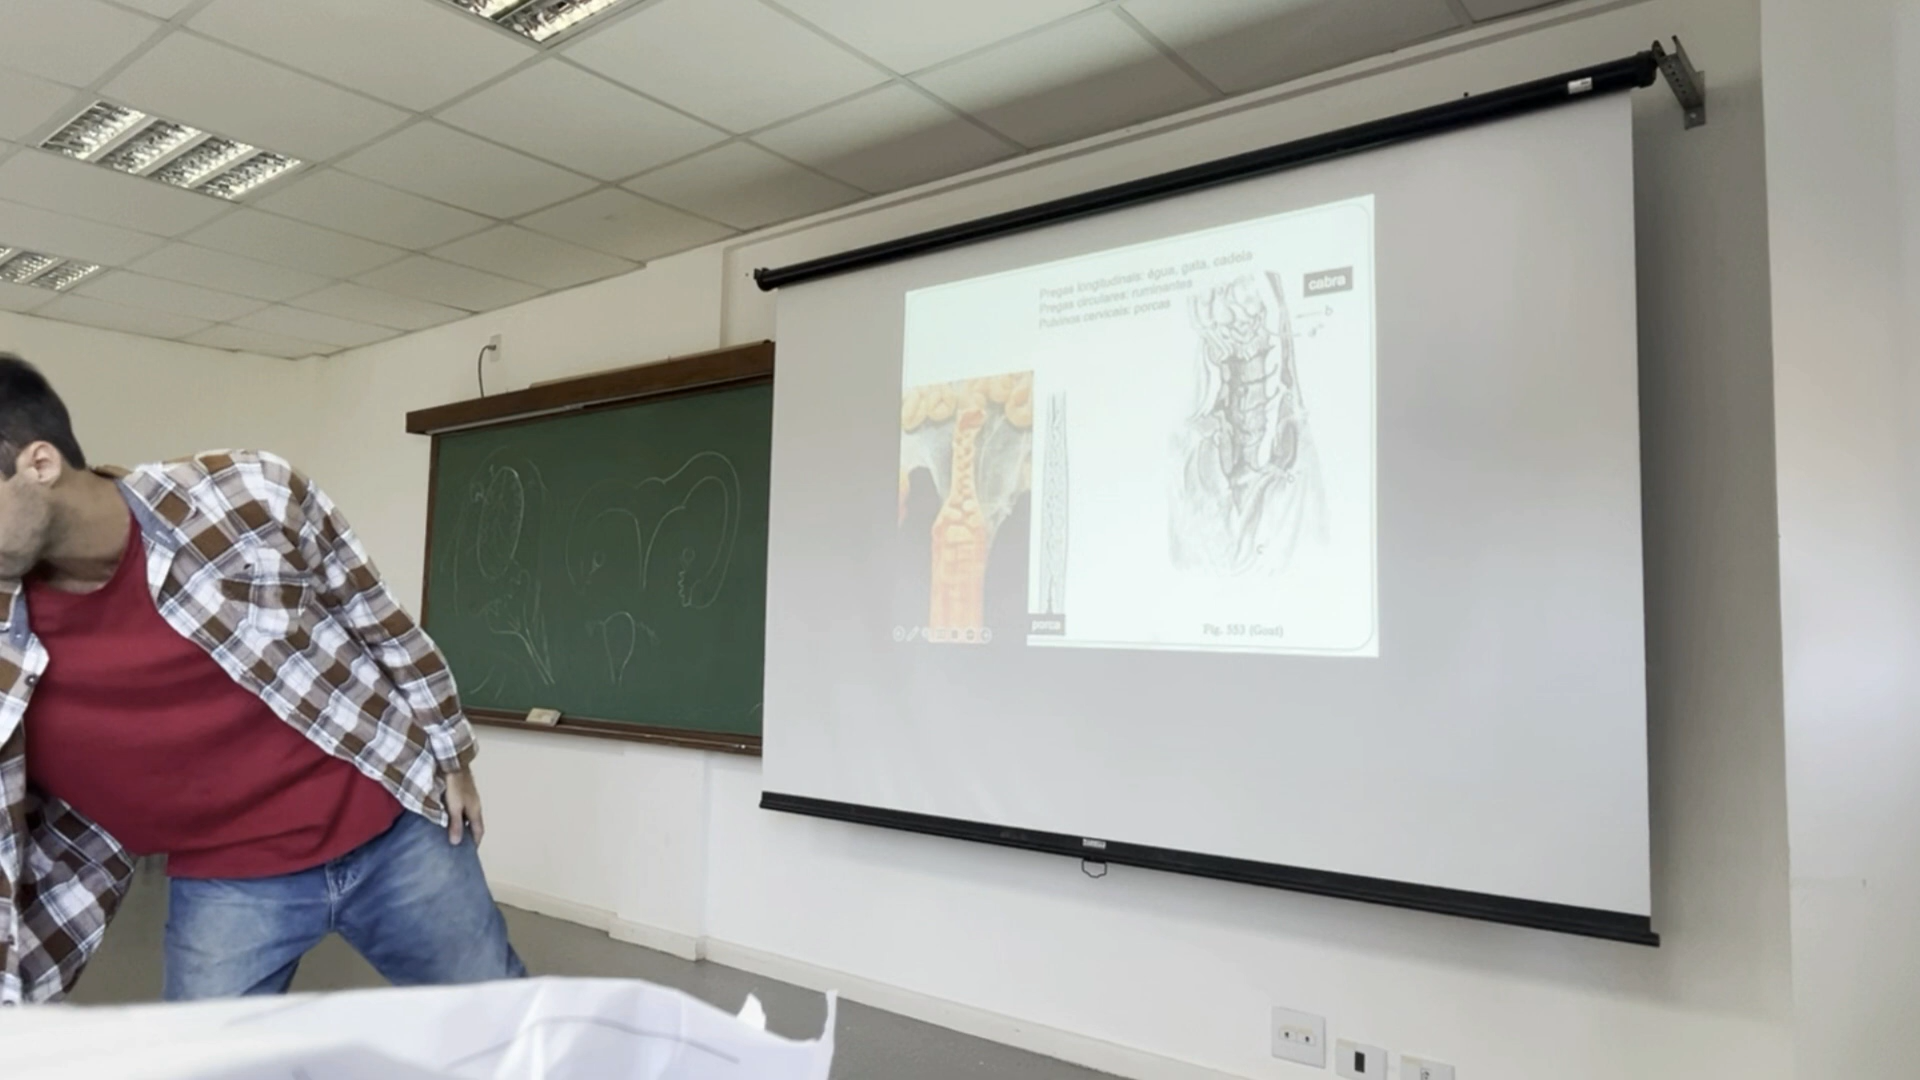 Pregas longitudinais: égua, gata, cadela
Pregas circulares: ruminantes
Pulvinos cervicais: porcas
cabra
b
a"
c
porca
Fig. 553 (Goat)